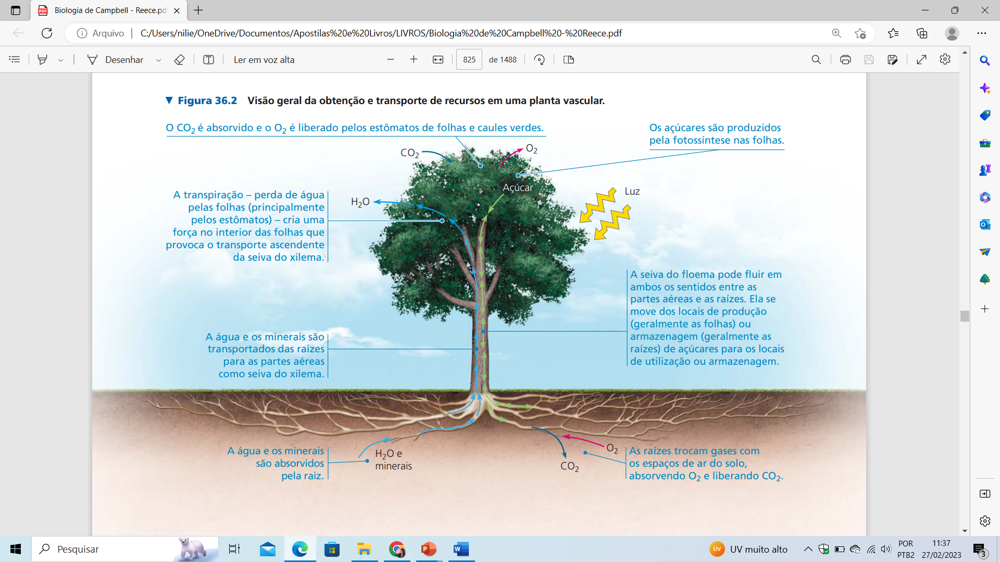 Biologia de Campbell - Reece.pd
Arquivo
C:/Users/nilie/OneDrive/Documentos/Apostilas%20e%20Livros/LIVROS/Biologia%20de%20Campbell%20-%20Reece.pdf
Desenhar
Ler em voz alta
825
de 1488
▼ Figura 36.2 Visão geral da obtenção e transporte de recursos em uma planta vascular.
O CO₂ é absorvido e o O₂ é liberado pelos estômatos de folhas e caules verdes.
Os açúcares são produzidos
pela fotossíntese nas folhas.
CO₂
O₂
Açúcar
Luz
H₂O
A transpiração – perda de água
pelas folhas (principalmente
pelos estômatos) – cria uma
força no interior das folhas que
provoca o transporte ascendente
da seiva do xilema.
A seiva do floema pode fluir em
ambos os sentidos entre as
partes aéreas e as raízes. Ela se
move dos locais de produção
(geralmente as folhas) ou
armazenagem (geralmente as
raízes) de açúcares para os locais
de utilização ou armazenagem.
A água e os minerais são
transportados das raízes
para as partes aéreas
como seiva do xilema.
A água e os minerais
são absorvidos
pela raiz.
H₂O e
minerais
O₂
CO₂
As raízes trocam gases com
os espaços de ar do solo,
absorvendo O₂ e liberando CO₂.
Pesquisar
UV
UV muito alto
POR
PTB2
11:37
27/02/2023
3